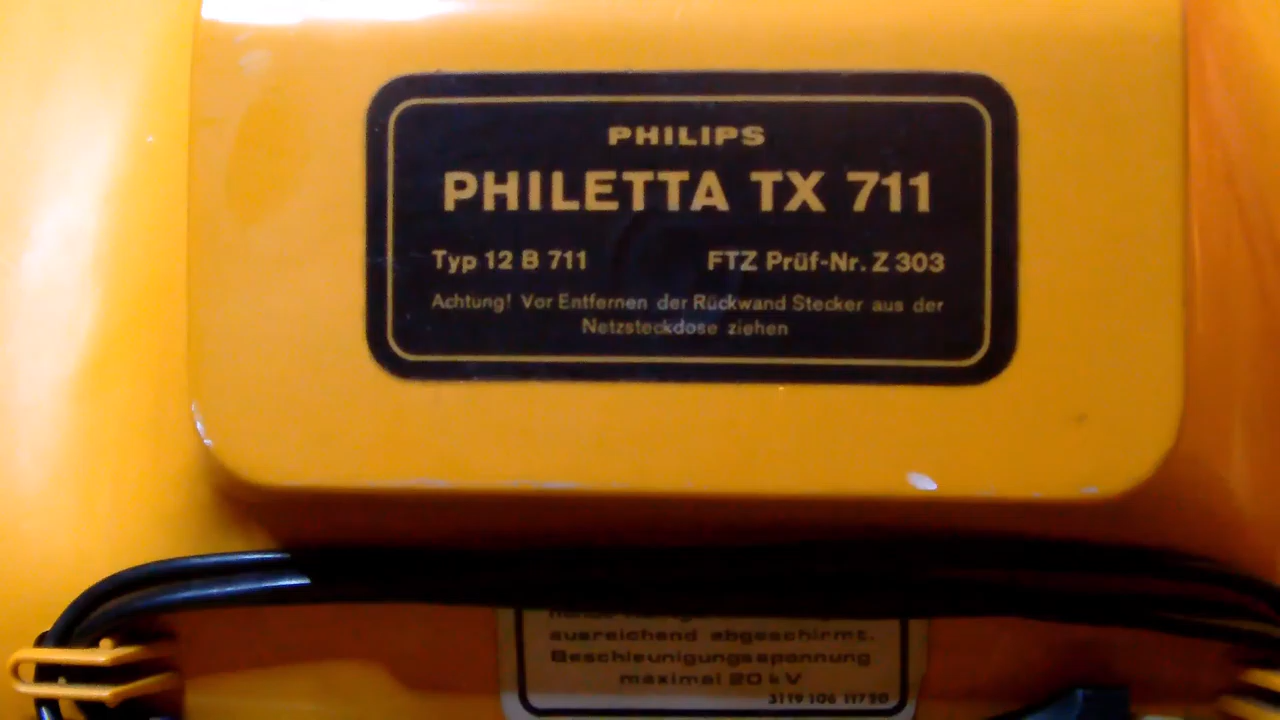 PHILIPS
PHILETTA TX 711
Typ 12 B 711 FTZ Prüf-Nr. Z 303
Achtung! Vor Entfernen der Rückwand Stecker aus der
Netzsteckdose ziehen
ausreichend abgeschirmt.
Beschleunigungsspannung
maximal 20 kV
3119 106 11720